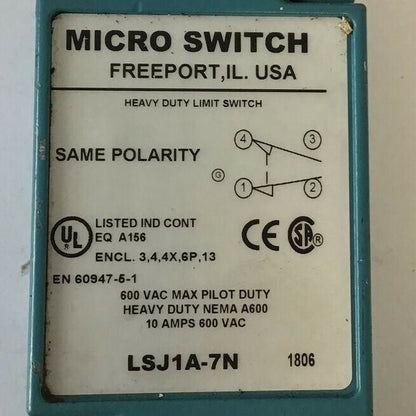 MICRO SWITCH
FREEPORT,IL. USA
HEAVY DUTY LIMIT SWITCH
4 3
SAME POLARITY
G
1 2
UL
LISTED IND CONT
EQ A156
ENCL. 3,4,4X,6P,13
CE SA ®
EN 60947-5-1
600 VAC MAX PILOT DUTY
HEAVY DUTY NEMA A600
10 AMPS 600 VAC
LSJ1A-7N 1806